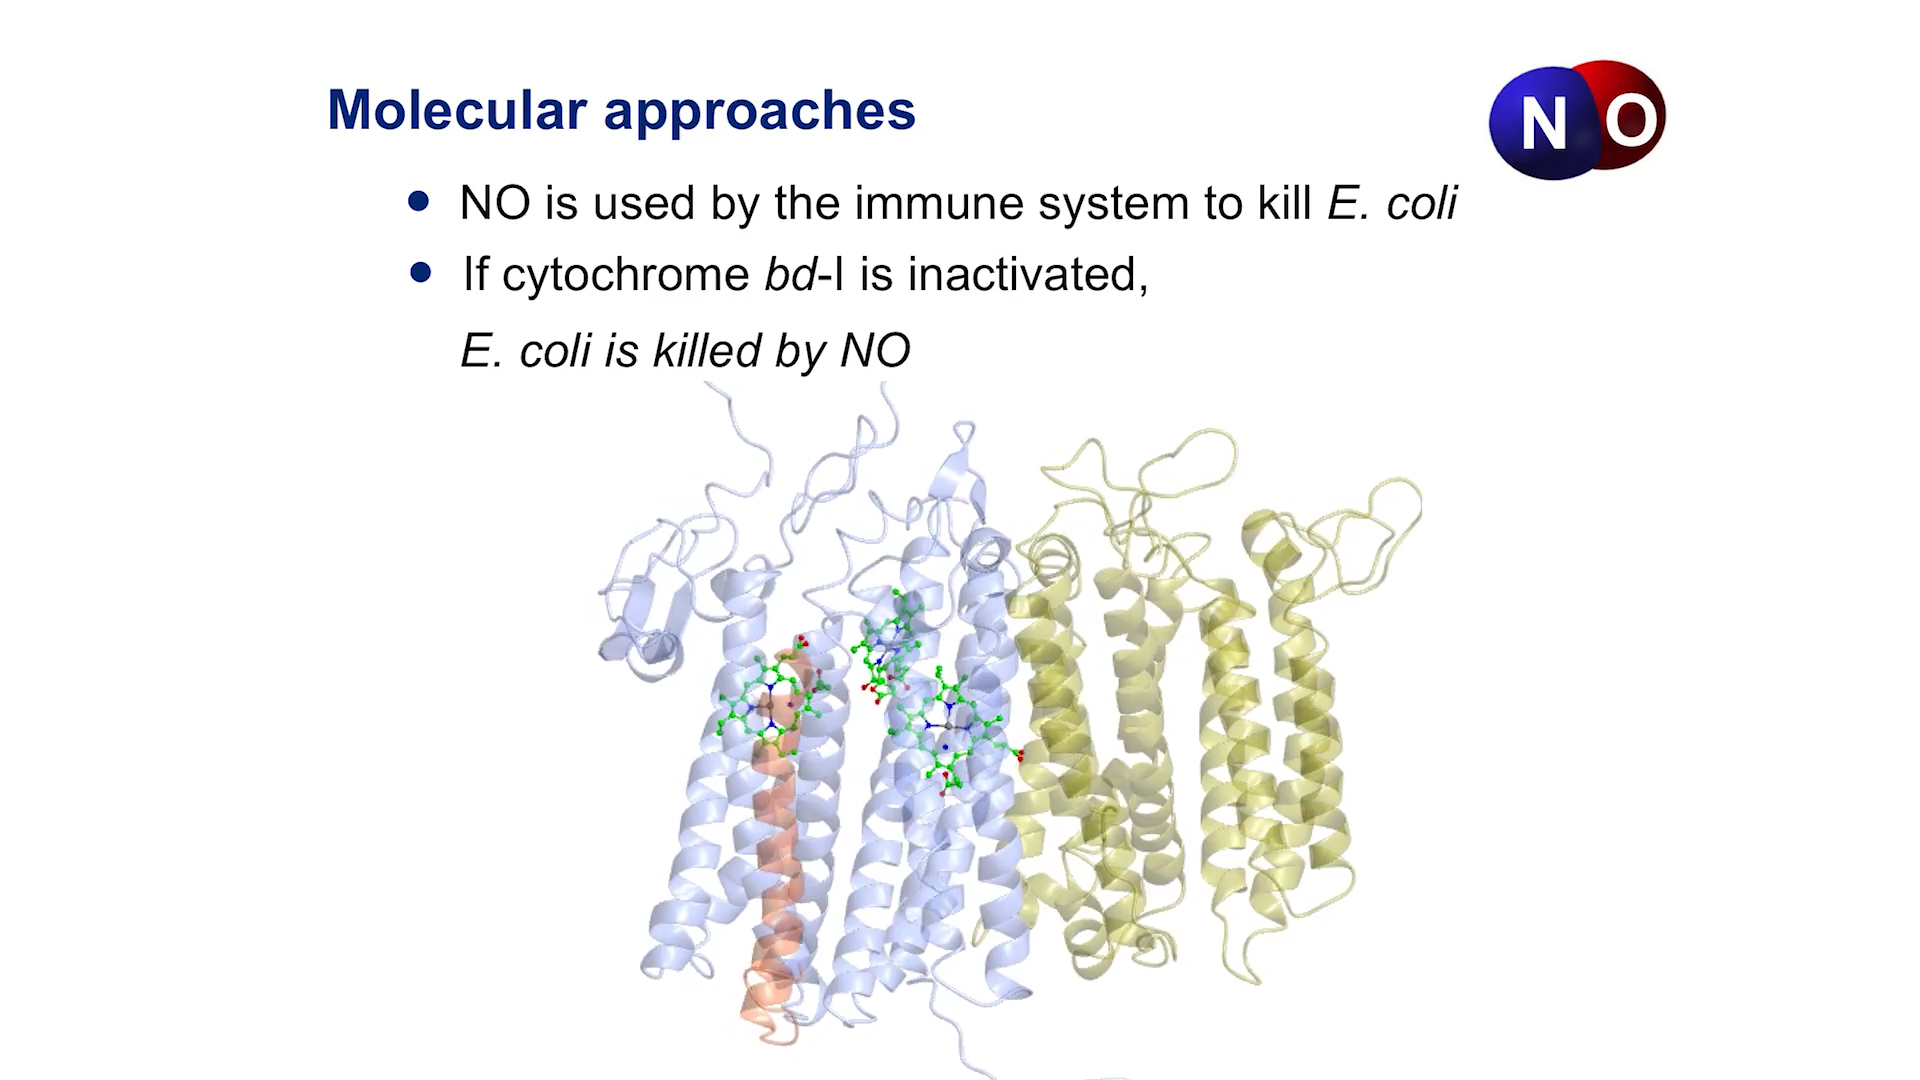 Molecular approaches
NO
• NO is used by the immune system to kill E. coli
• If cytochrome bd-I is inactivated,
E. coli is killed by NO